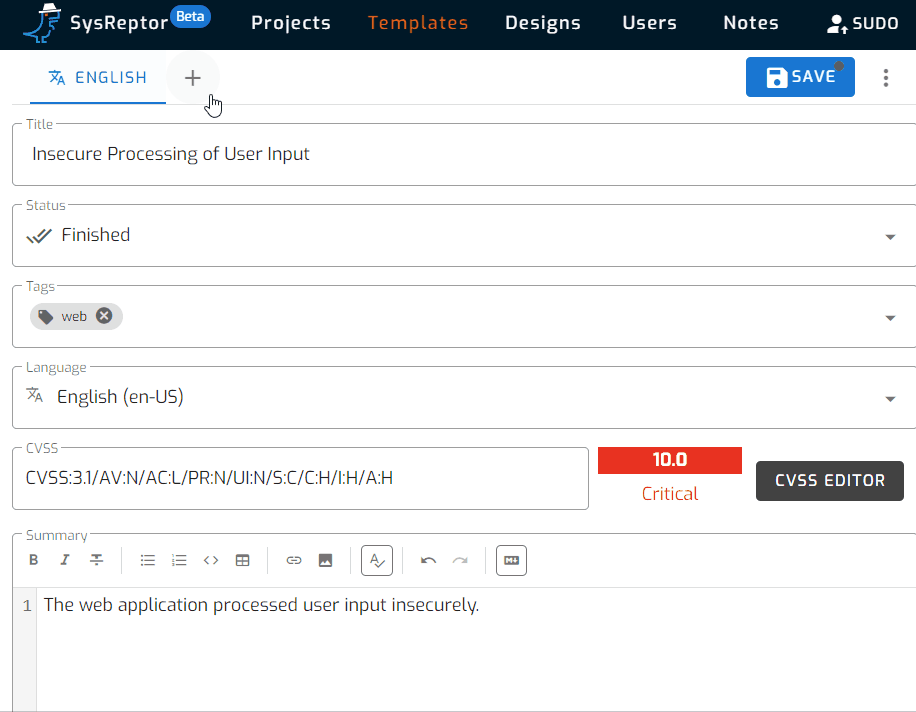 SysReptor Beta Projects Templates Designs Users Notes SUDO
ENGLISH + SAVE
Title
Insecure Processing of User Input
Status
Finished
Tags
web
Language
English (en-US)
CVSS
CVSS:3.1/AV:N/AC:L/PR:N/UI:N/S:C/C:H/I:H/A:H
10.0
Critical
CVSS EDITOR
Summary
1 The web application processed user input insecurely.